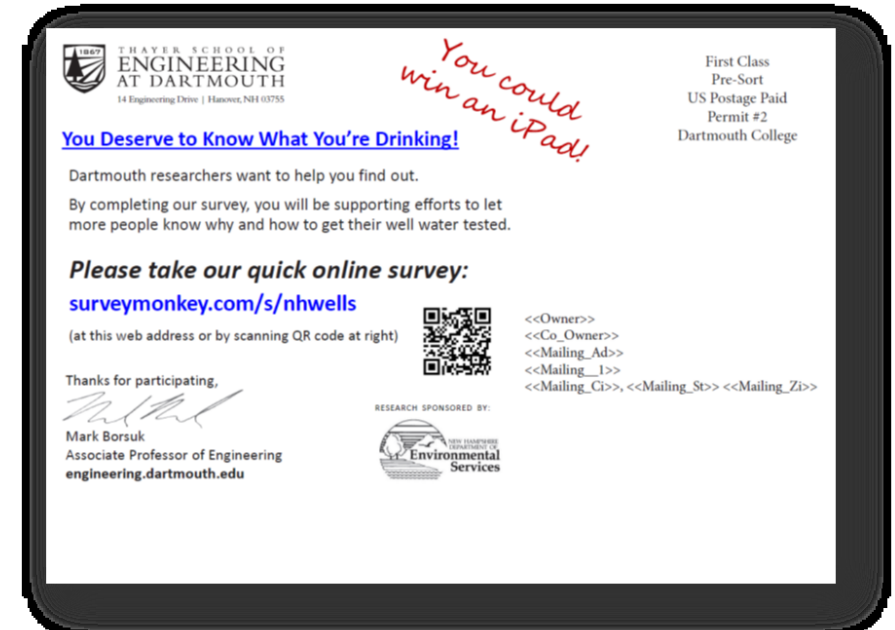 1867
THAYER SCHOOL OF
ENGINEERING
AT DARTMOUTH
14 Engineering Drive | Hanover, NH 03755
You could
win an iPad!
First Class
Pre-Sort
US Postage Paid
Permit #2
Dartmouth College
You Deserve to Know What You’re Drinking!
Dartmouth researchers want to help you find out.
By completing our survey, you will be supporting efforts to let
more people know why and how to get their well water tested.
Please take our quick online survey:
surveymonkey.com/s/nhwells
(at this web address or by scanning QR code at right)
<<Owner>>
<<Co_Owner>>
<<Mailing_Ad>>
<<Mailing__1>>
<<Mailing_Ci>>, <<Mailing_St>> <<Mailing_Zi>>
Thanks for participating,
Mark Borsuk
Associate Professor of Engineering
engineering.dartmouth.edu
RESEARCH SPONSORED BY:
NEW HAMPSHIRE
DEPARTMENT OF
Environmental
Services